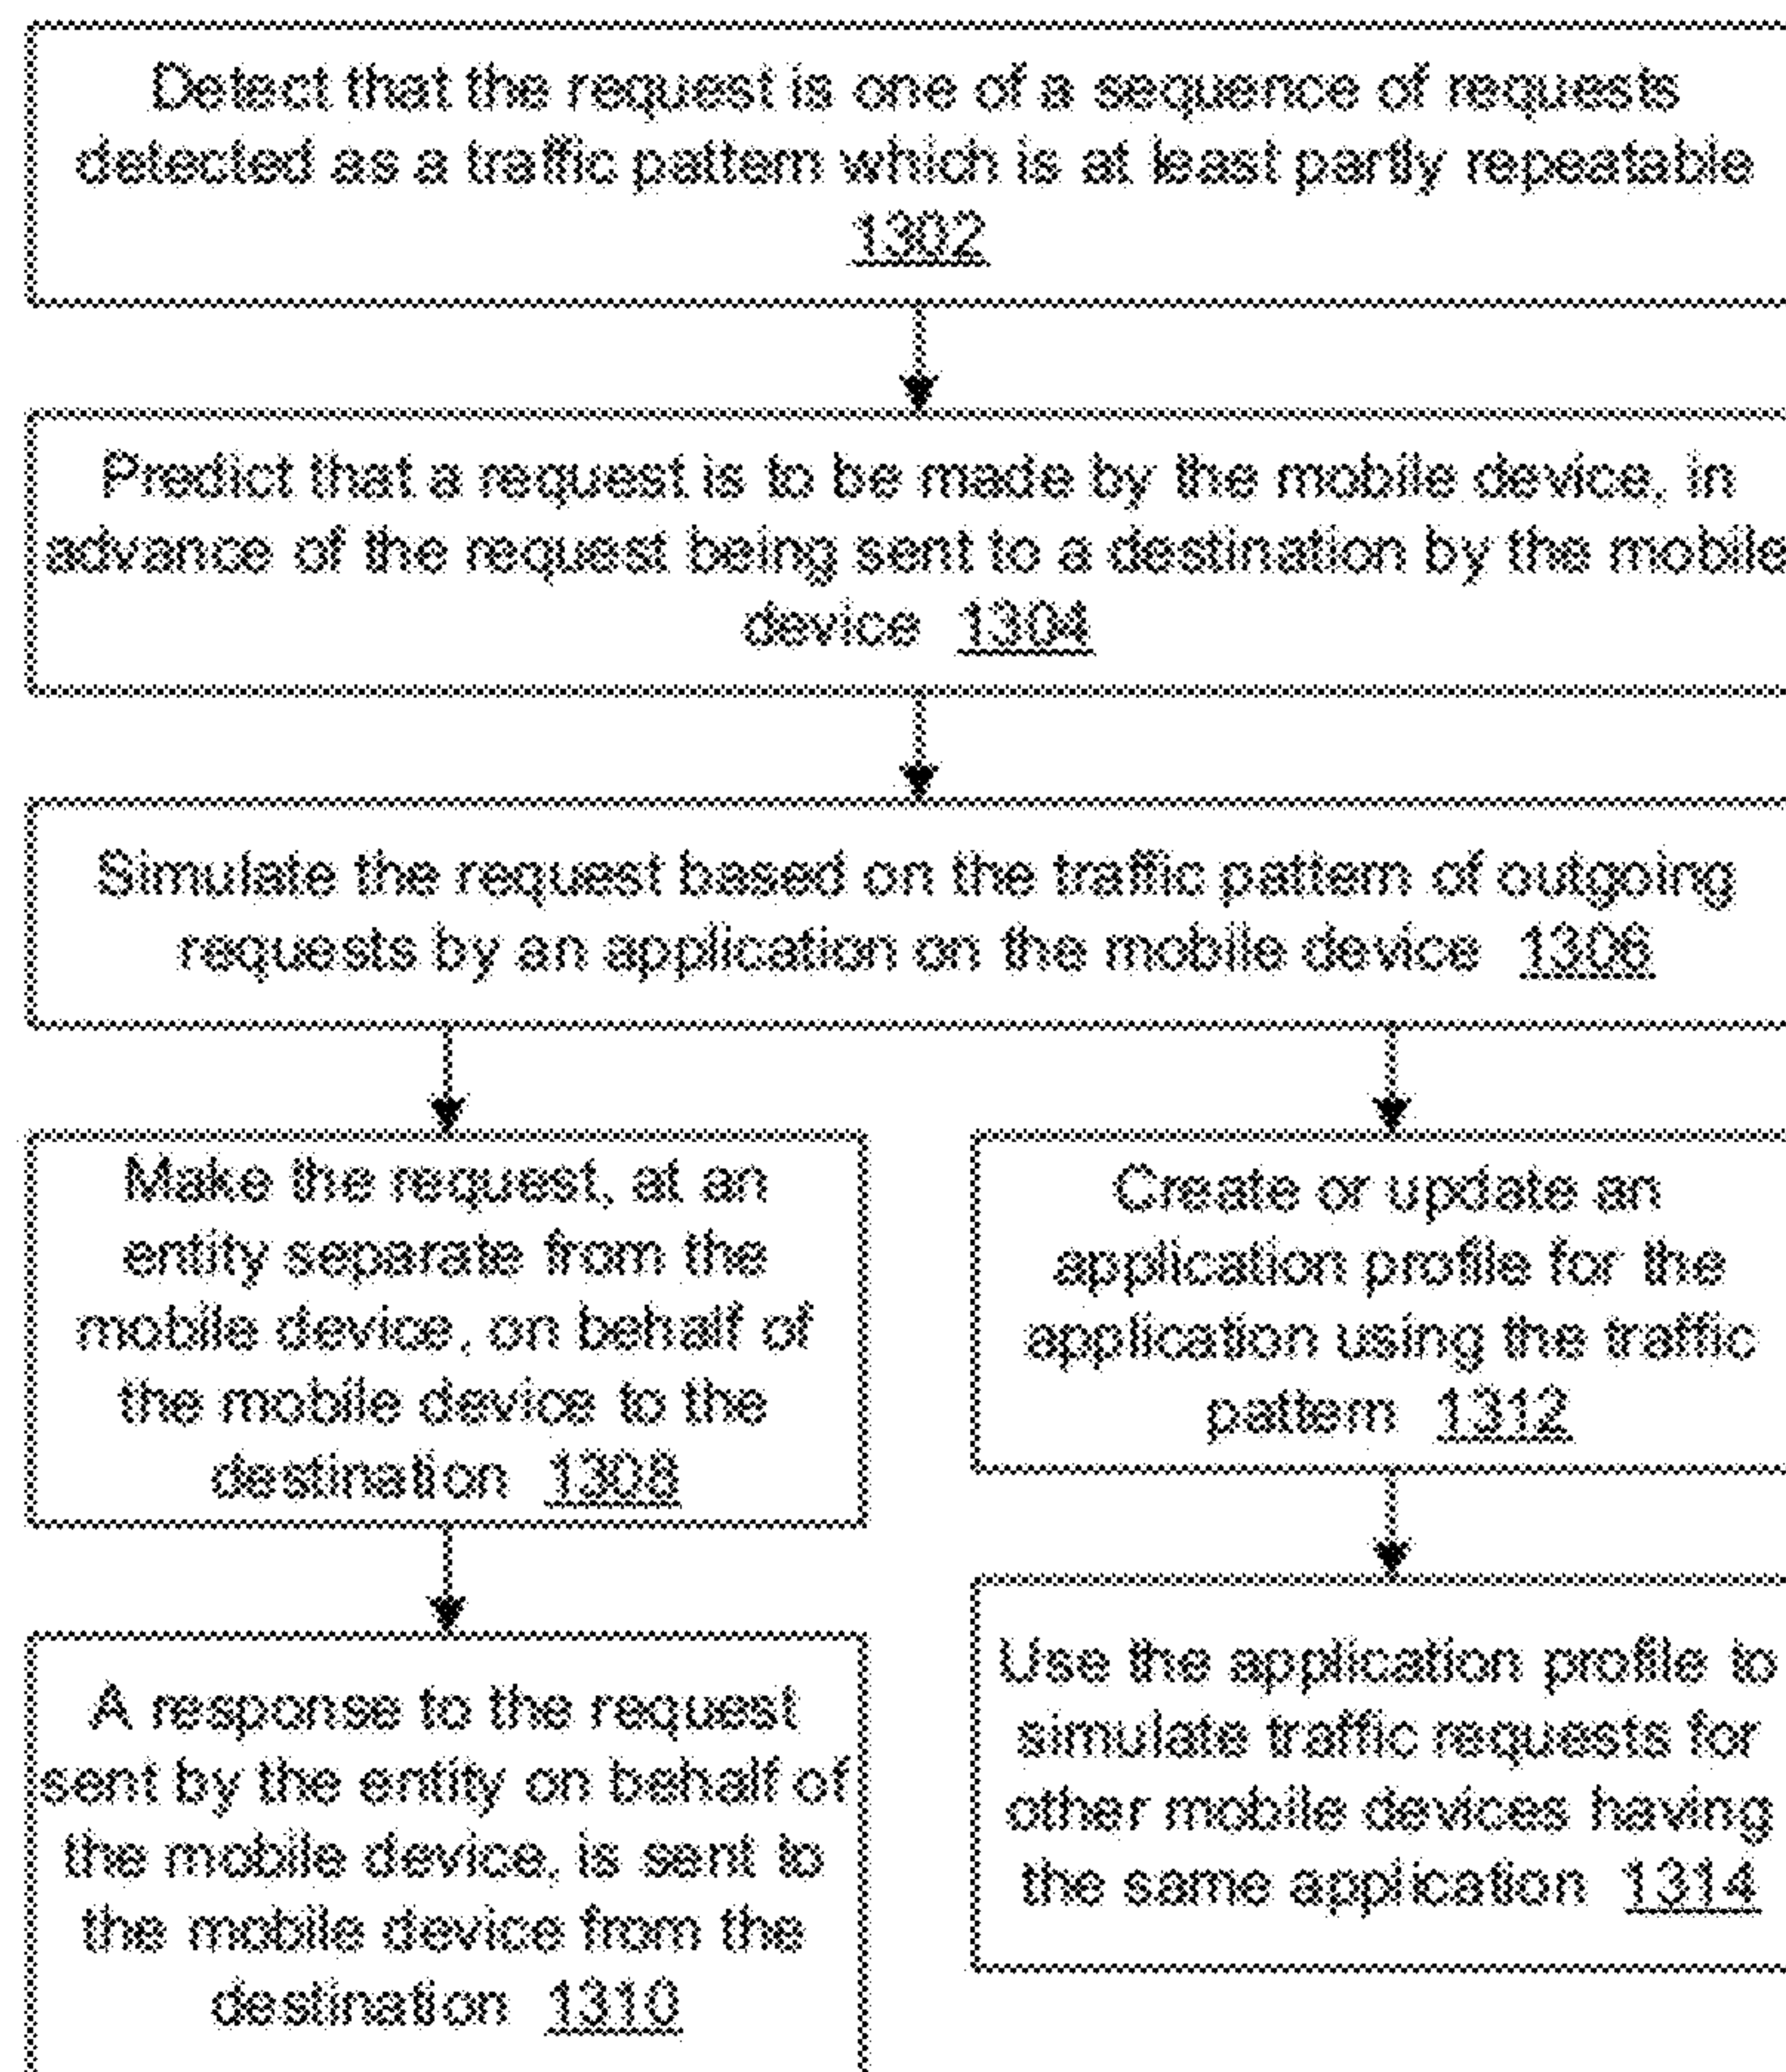 Detect that the request is one of a sequence of requests
detected as a traffic pattern which is at least partly repeatable
1302
Predict that a request is to be made by the mobile device, in
advance of the request being sent to a destination by the mobile
device 1304
Simulate the request based on the traffic pattern of outgoing
requests by an application on the mobile device 1306
Make the request, at an
entity separate from the
mobile device, on behalf of
the mobile device to the
destination 1308
A response to the request
sent by the entity on behalf of
the mobile device, is sent to
the mobile device from the
destination 1310
Create or update an
application profile for the
application using the traffic
pattern 1312
Use the application profile to
simulate traffic requests for
other mobile devices having
the same application 1314